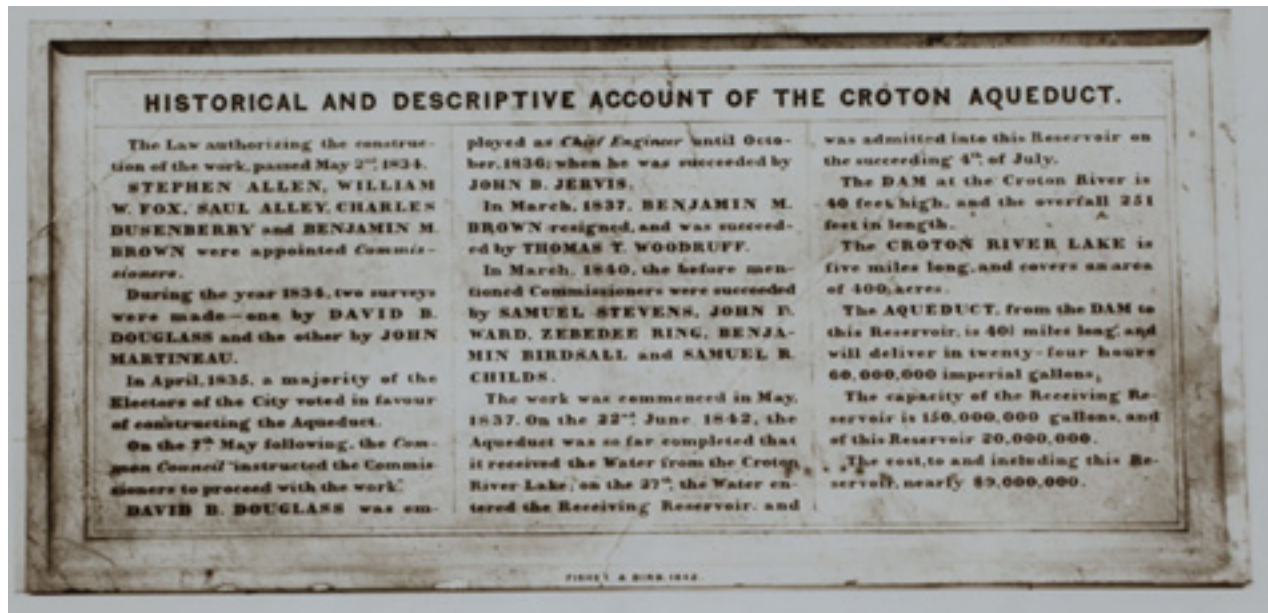 HISTORICAL AND DESCRIPTIVE ACCOUNT OF THE CROTON AQUEDUCT.
The Law authorizing the construc-
tion of the work, passed May 2nd, 1834.
STEPHEN ALLEN, WILLIAM
W. FOX, SAUL ALLEY, CHARLES
DUSENBERRY and BENJAMIN M.
BROWN were appointed Commis-
sioners.
During the year 1834, two surveys
were made—one by DAVID B.
DOUGLASS and the other by JOHN
MARTINEAU.
In April, 1835, a majority of the
Electors of the City voted in favour
of constructing the Aqueduct.
On the 7th May following, the Com-
mon Council instructed the Commis-
sioners to proceed with the work.
DAVID B. DOUGLASS was em-
ployed as Chief Engineer until Octo-
ber, 1836; when he was succeeded by
JOHN B. JERVIS.
In March, 1837, BENJAMIN M.
BROWN resigned, and was succeed-
ed by THOMAS T. WOODRUFF.
In March, 1840, the before men-
tioned Commissioners were succeeded
by SAMUEL STEVENS, JOHN D.
WARD, ZEBEDEE RING, BENJA-
MIN BIRDSALL and SAMUEL R.
CHILDS.
The work was commenced in May,
1837. On the 22nd June 1842, the
Aqueduct was so far completed that
it received the Water from the Croton
River Lake; on the 27th, the Water en-
tered the Receiving Reservoir, and
was admitted into this Reservoir on
the succeeding 4th of July.
The DAM at the Croton River is
40 feet high, and the overfall 251
feet in length.
The CROTON RIVER LAKE is
five miles long, and covers an area
of 400 acres.
The AQUEDUCT, from the DAM to
this Reservoir, is miles long, and
will deliver in twenty-four hours
60,000,000 imperial gallons.
The capacity of the Receiving Re-
servoir is 150,000,000 gallons, and
of this Reservoir 20,000,000.
The cost, to and including this Re-
servoir, nearly $9,000,000.
& BIRD. 1842.